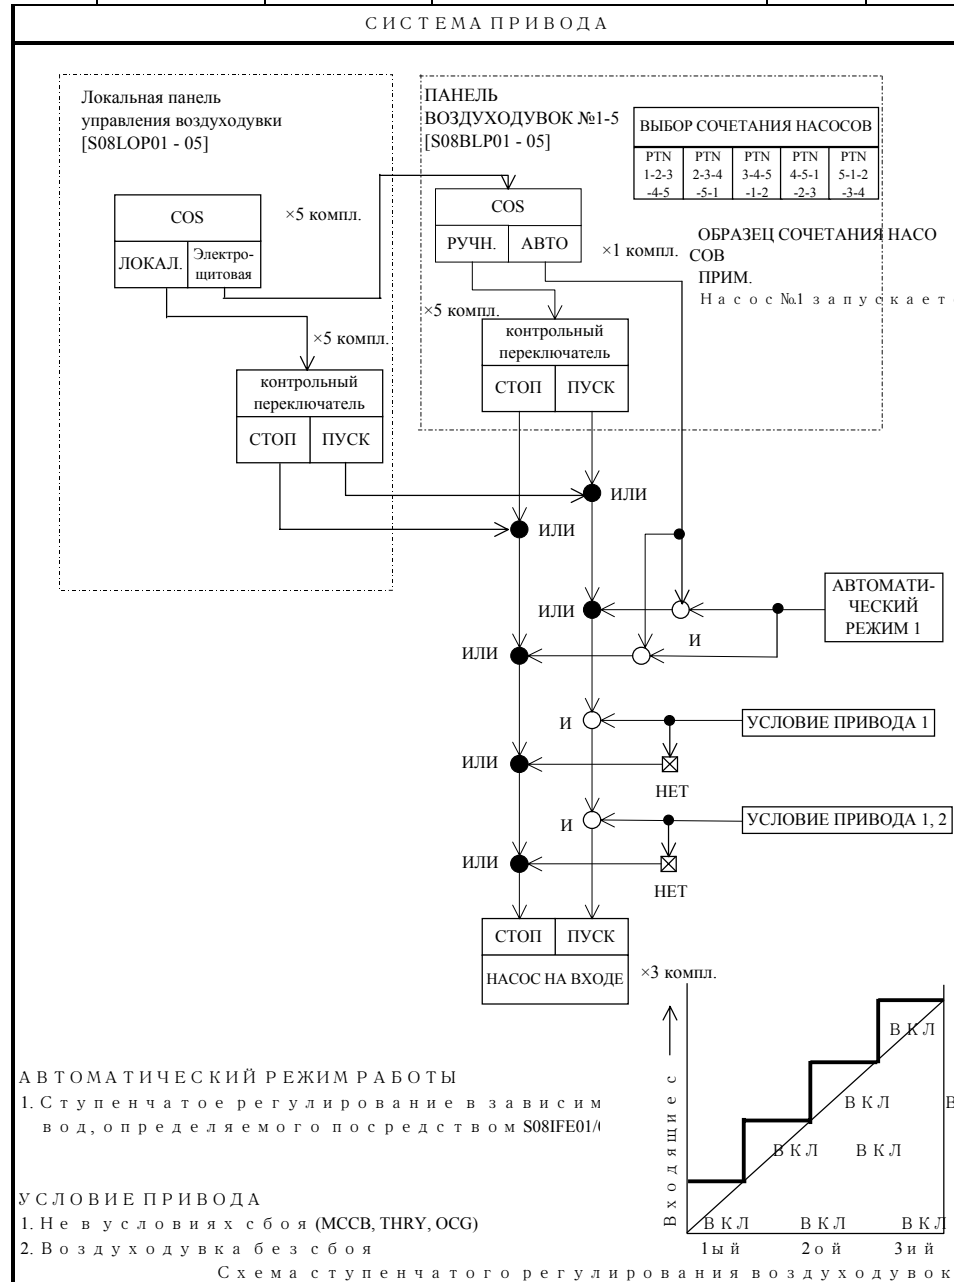 СИСТЕМА ПРИВОДА
Локальная панель
управления воздуходувки
[S08LOP01 - 05]
ПАНЕЛЬ
ВОЗДУХОДУВОК №1-5
[S08BLP01 - 05]
ВЫБОР СОЧЕТАНИЯ НАСОСОВ
PTN PTN PTN PTN PTN
1-2-3 2-3-4 3-4-5 4-5-1 5-1-2
-4-5 -5-1 -1-2 -2-3 -3-4
COS
ЛОКАЛ.
Электро-
щитовая
×5 компл.
COS
РУЧН. АВТО
×1 компл.
ОБРАЗЕЦ СОЧЕТАНИЯ НАСО
СОВ
ПРИМ.
Насос №1 запускает
×5 компл.
×5 компл.
контрольный
переключатель
СТОП ПУСК
контрольный
переключатель
СТОП ПУСК
ИЛИ
ИЛИ
АВТОМАТИ-
ЧЕСКИЙ
РЕЖИМ 1
ИЛИ
И
ИЛИ
И
УСЛОВИЕ ПРИВОДА 1
ИЛИ
НЕТ
И
УСЛОВИЕ ПРИВОДА 1, 2
ИЛИ
НЕТ
СТОП ПУСК
НАСОС НА ВХОДЕ
×3 компл.
Входящие с
ВКЛ
ВКЛ
ВКЛ ВКЛ
ВКЛ ВКЛ ВКЛ
1ый 2ой 3ий
АВТОМАТИЧЕСКИЙ РЕЖИМ РАБОТЫ
1. Ступенчатое регулирование в зависим
вод, определяемого посредством S08IFE01/
УСЛОВИЕ ПРИВОДА
1. Не в условиях сбоя (MCCB, THRY, OCG)
2. Воздуходувка без сбоя
Схема ступенчатого регулирования воздуходувок